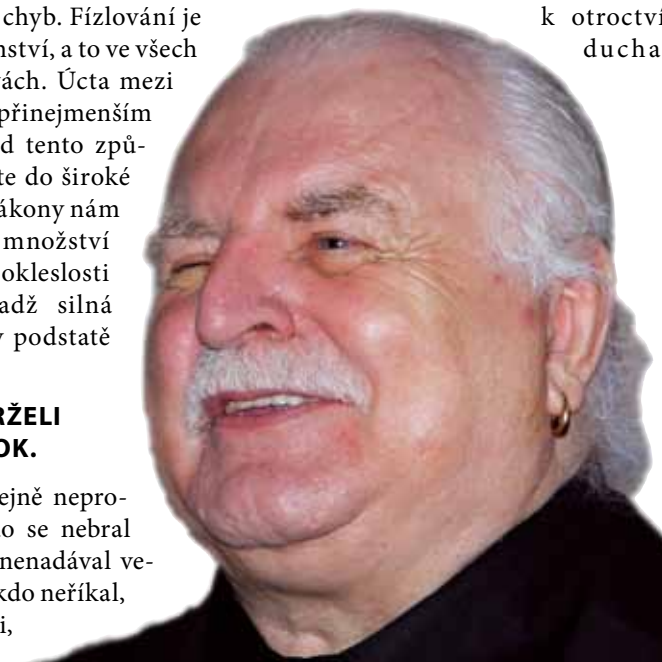 chyb. Fízlování je
nství, a to ve všech
ách. Úcta mezi
přinejmenším
d tento způ-
te do široké
ákony nám
množství
okleslosti
adž silná
v podstatě
RŽELI
OK.
ejně nepro-
o se nebral
nenadával ve-
kdo neříkal,
i,
k otroctví
ducha